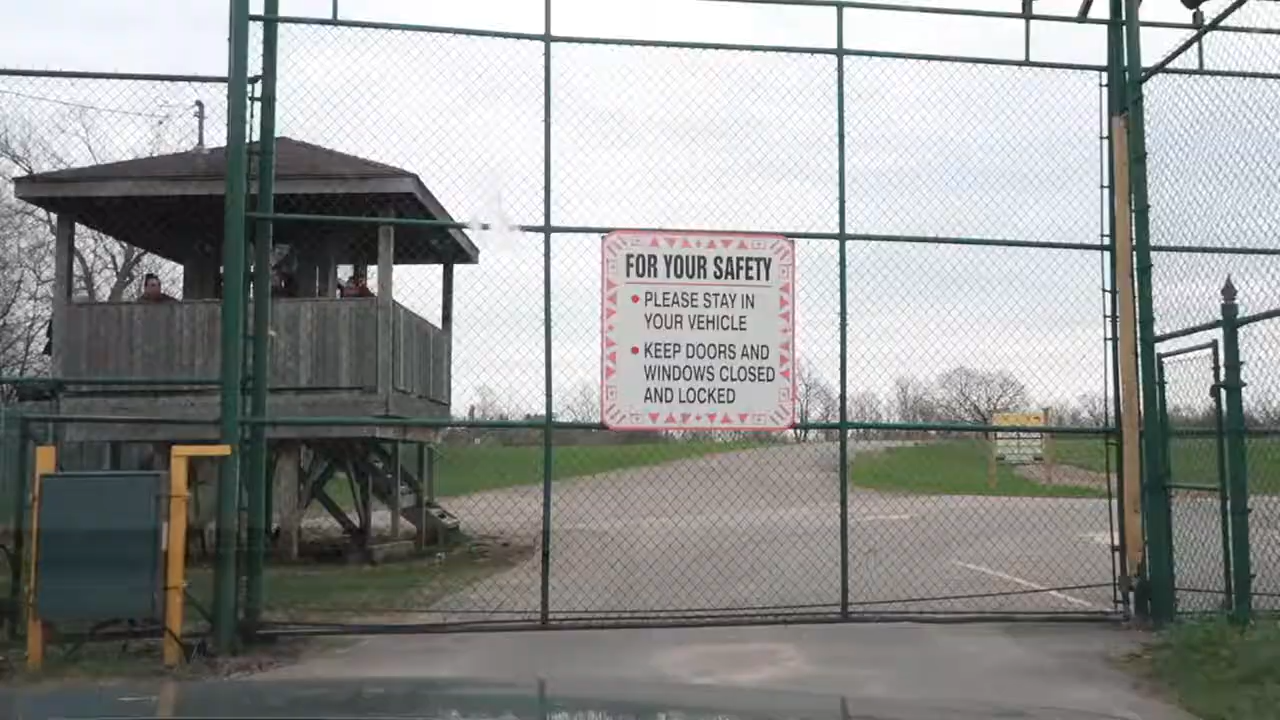 FOR YOUR SAFETY
• PLEASE STAY IN
YOUR VEHICLE
• KEEP DOORS AND
WINDOWS CLOSED
AND LOCKED